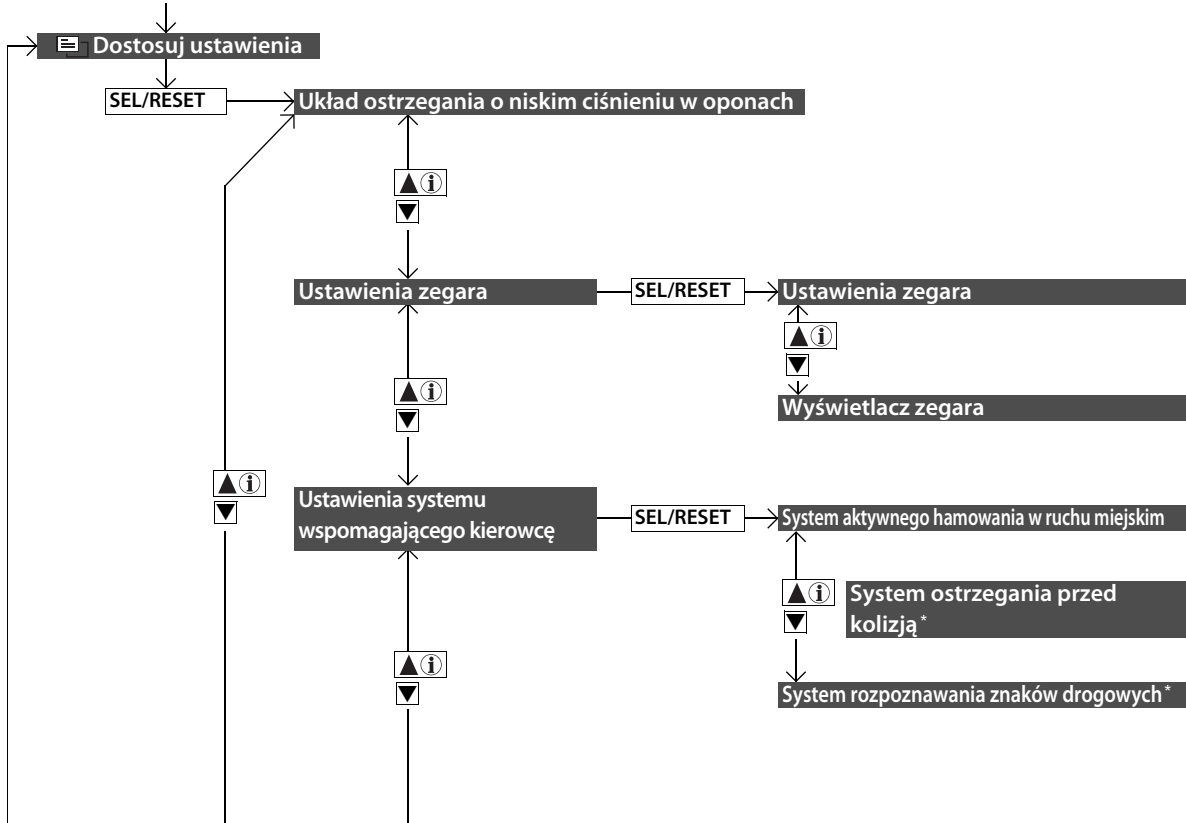 Dostosuj ustawienia
SEL/RESET
Układ ostrzegania o niskim ciśnieniu w oponach
▲ⓘ
▼
Ustawienia zegara
SEL/RESET
Ustawienia zegara
▲ⓘ
▼
Wyświetlacz zegara
▲ⓘ
▼
▲ⓘ
▼
Ustawienia systemu
wspomagającego kierowcę
SEL/RESET
System aktywnego hamowania w ruchu miejskim
▲ⓘ
▼
System ostrzegania przed
kolizją*
System rozpoznawania znaków drogowych*
▲ⓘ
▼